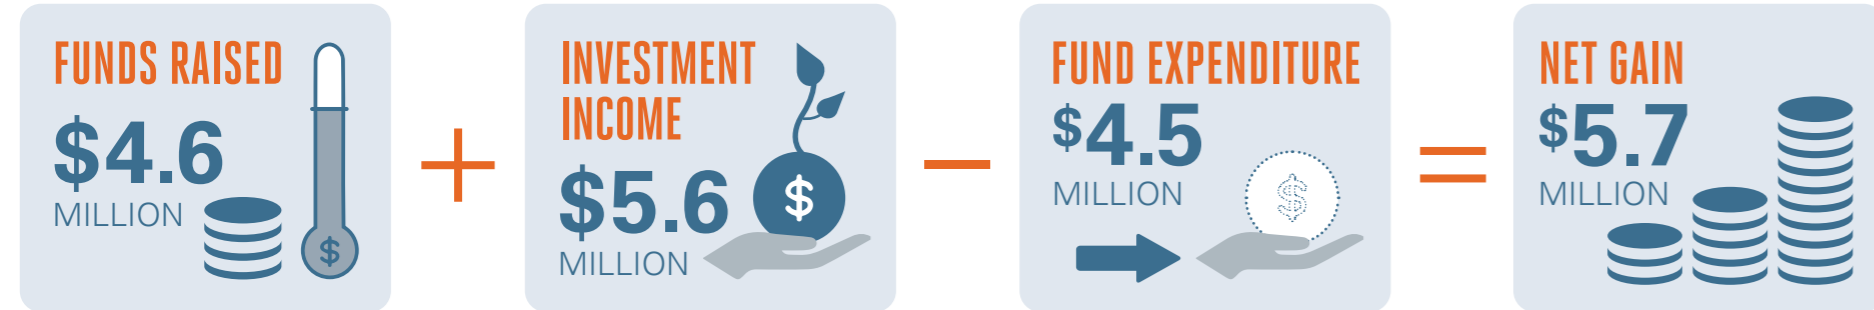 FUNDS RAISED
$4.6
MILLION
$
+
INVESTMENT
INCOME
$5.6
MILLION
$
−
FUND EXPENDITURE
$4.5
MILLION
$
=
NET GAIN
$5.7
MILLION